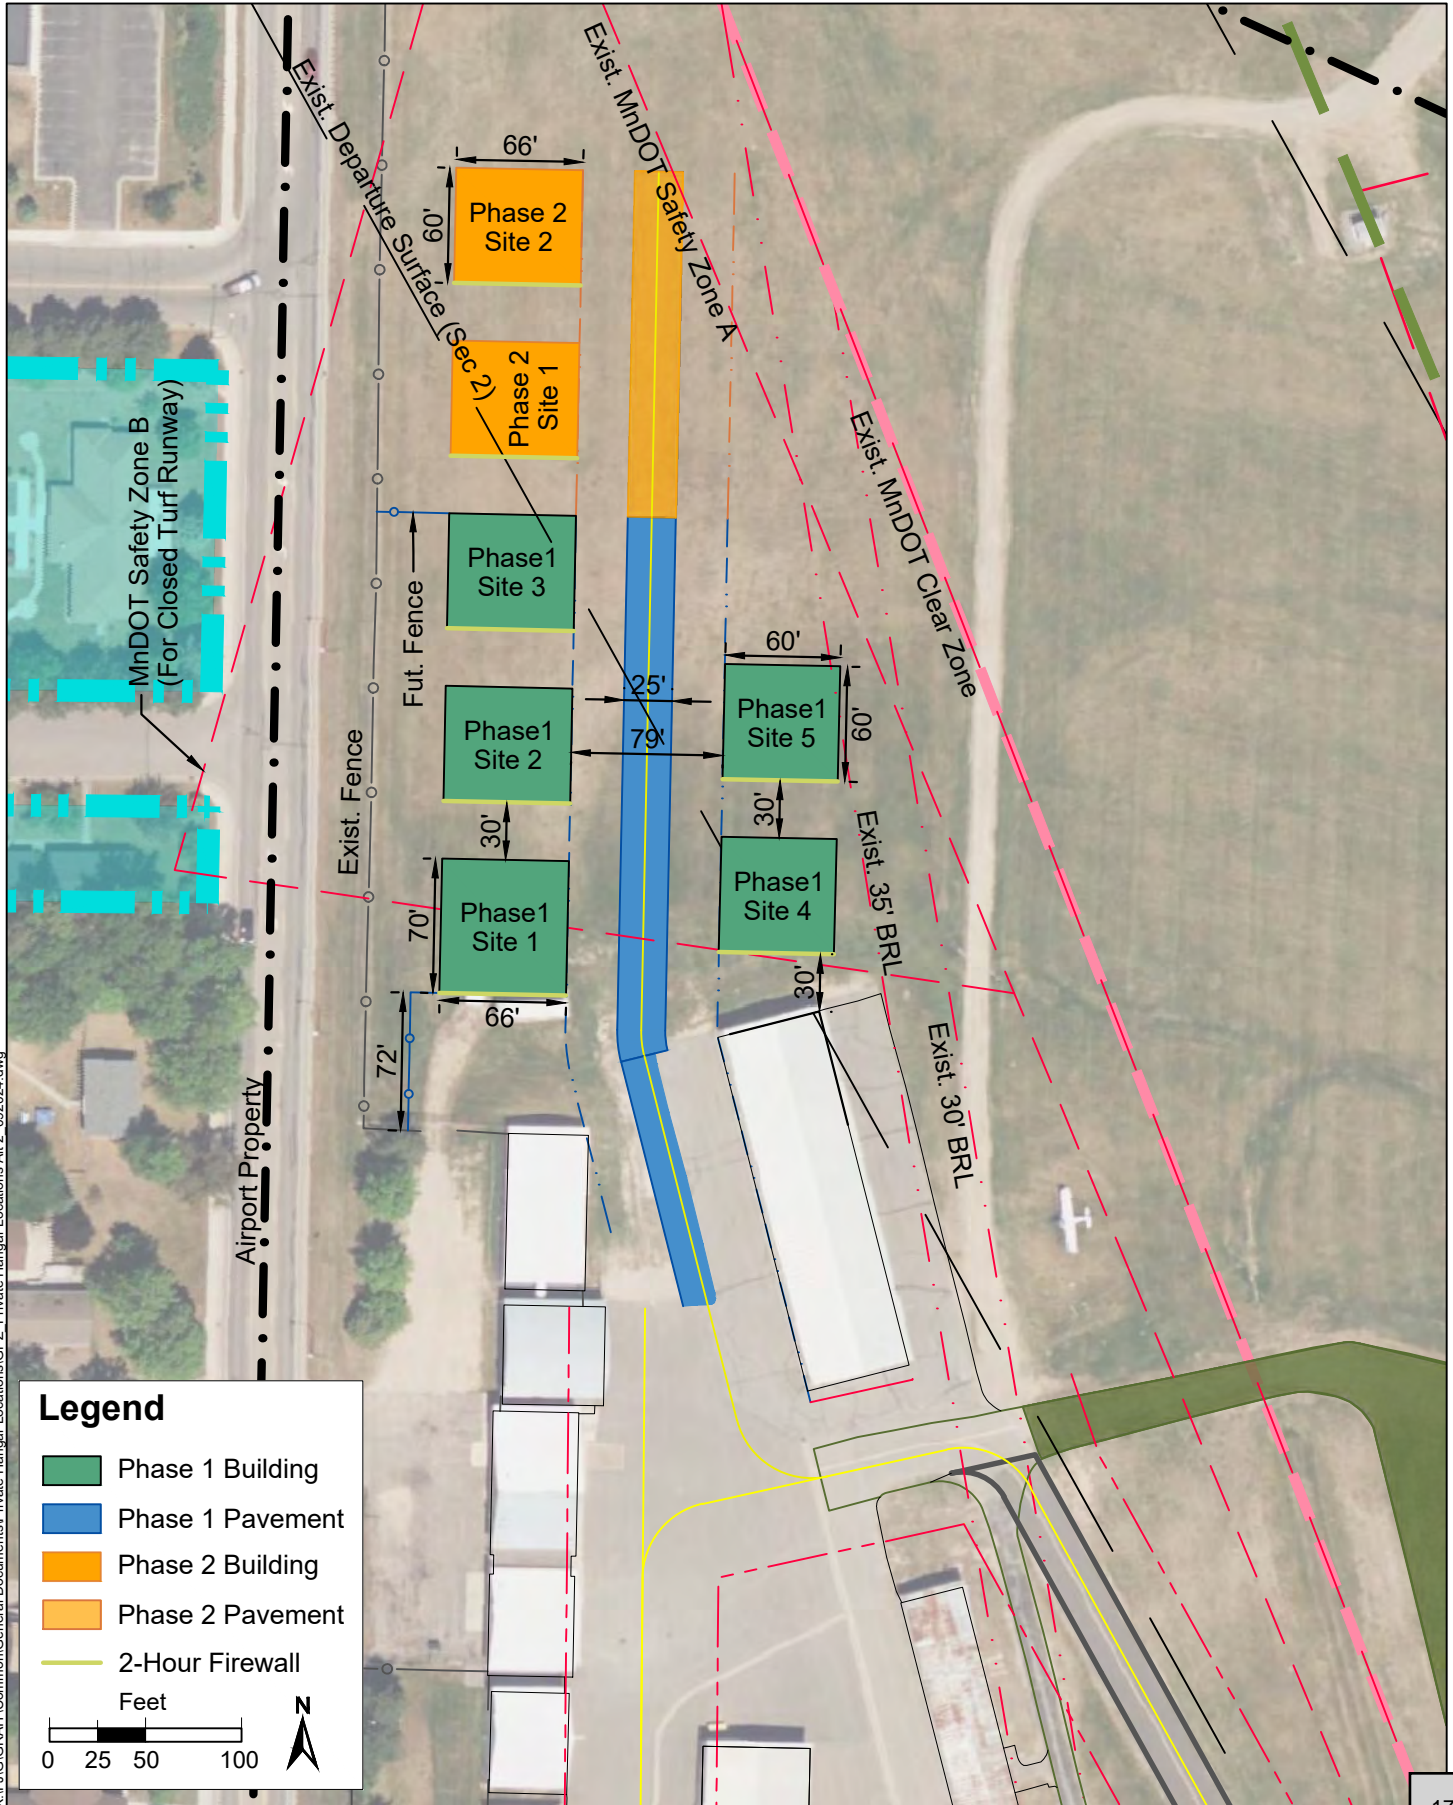 Exist. Departure Surface (Sec 2)
Exist. MnDOT Safety Zone A
66'
60'
Phase 2
Site 2
Phase 2
Site 1
MnDOT Safety Zone B
(For Closed Turf Runway)
Exist. MnDOT Clear Zone
Phase1
Site 3
Fut. Fence
60'
25'
Phase1
Site 2
79'
Phase1
Site 5
60'
Exist. Fence
30'
30'
Exist. 35' BRL
70'
Phase1
Site 1
Phase1
Site 4
30'
66'
72'
Exist. 30' BRL
Airport Property
Legend
Phase 1 Building
Phase 1 Pavement
Phase 2 Building
Phase 2 Pavement
2-Hour Firewall
Feet
N
0 25 50 100
17